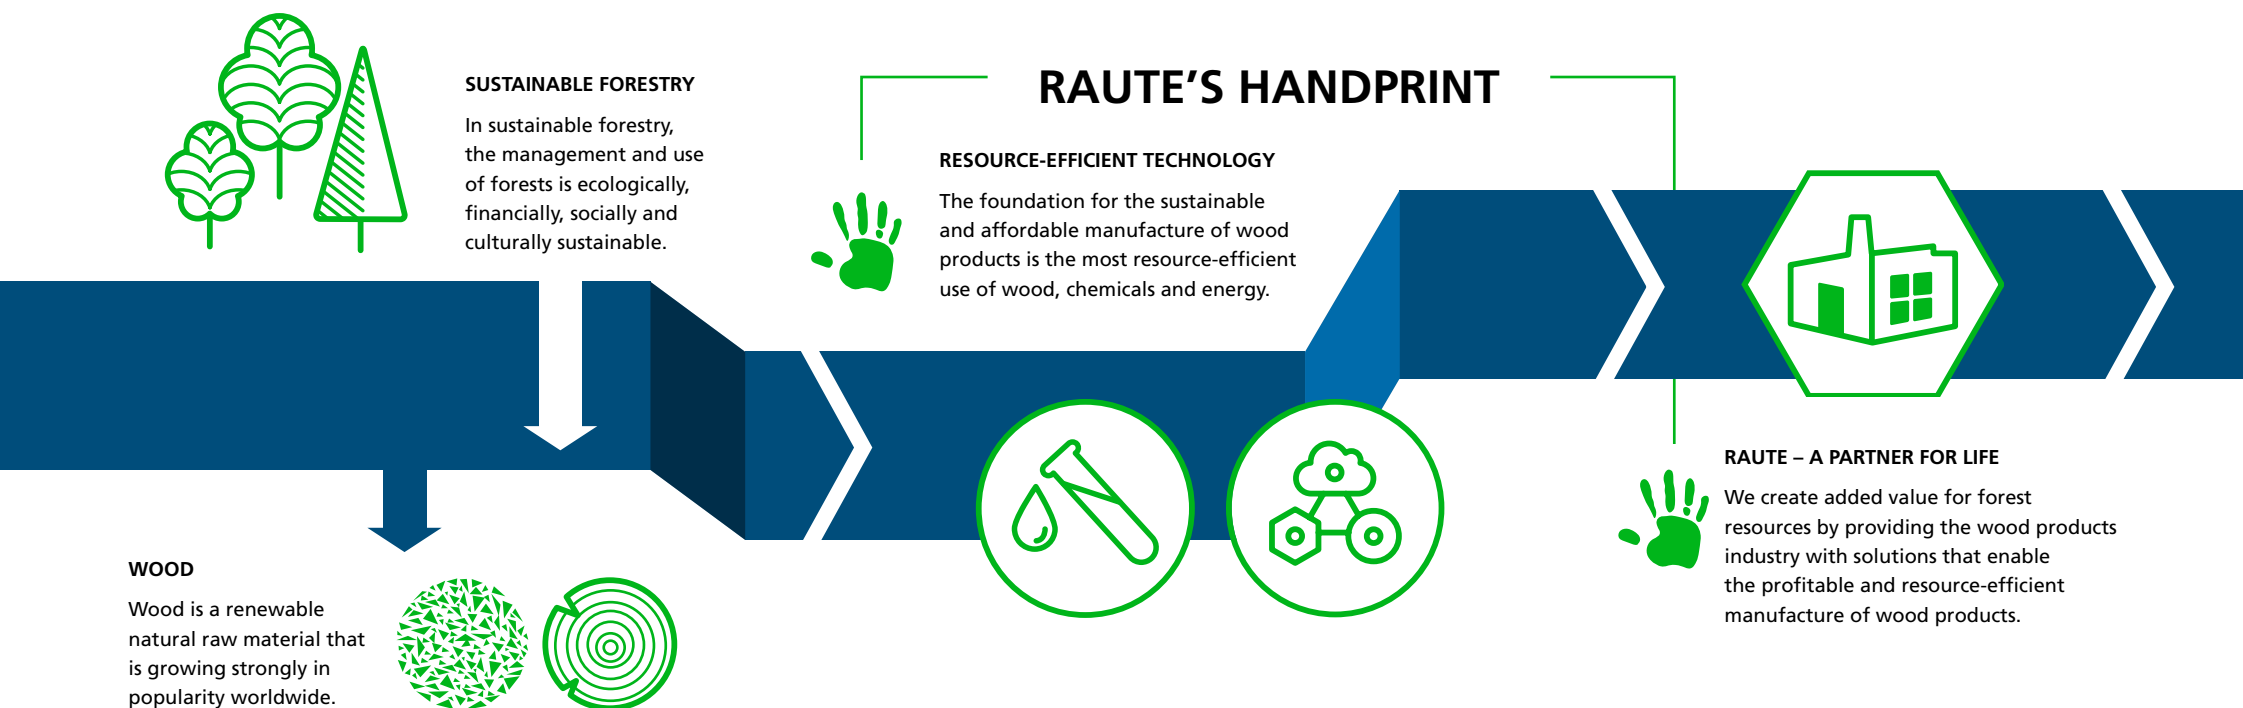 SUSTAINABLE FORESTRY
In sustainable forestry,
the management and use
of forests is ecologically,
financially, socially and
culturally sustainable.
WOOD
Wood is a renewable
natural raw material that
is growing strongly in
popularity worldwide.
RAUTE’S HANDPRINT
RESOURCE-EFFICIENT TECHNOLOGY
The foundation for the sustainable
and affordable manufacture of wood
products is the most resource-efficient
use of wood, chemicals and energy.
RAUTE – A PARTNER FOR LIFE
We create added value for forest
resources by providing the wood products
industry with solutions that enable
the profitable and resource-efficient
manufacture of wood products.